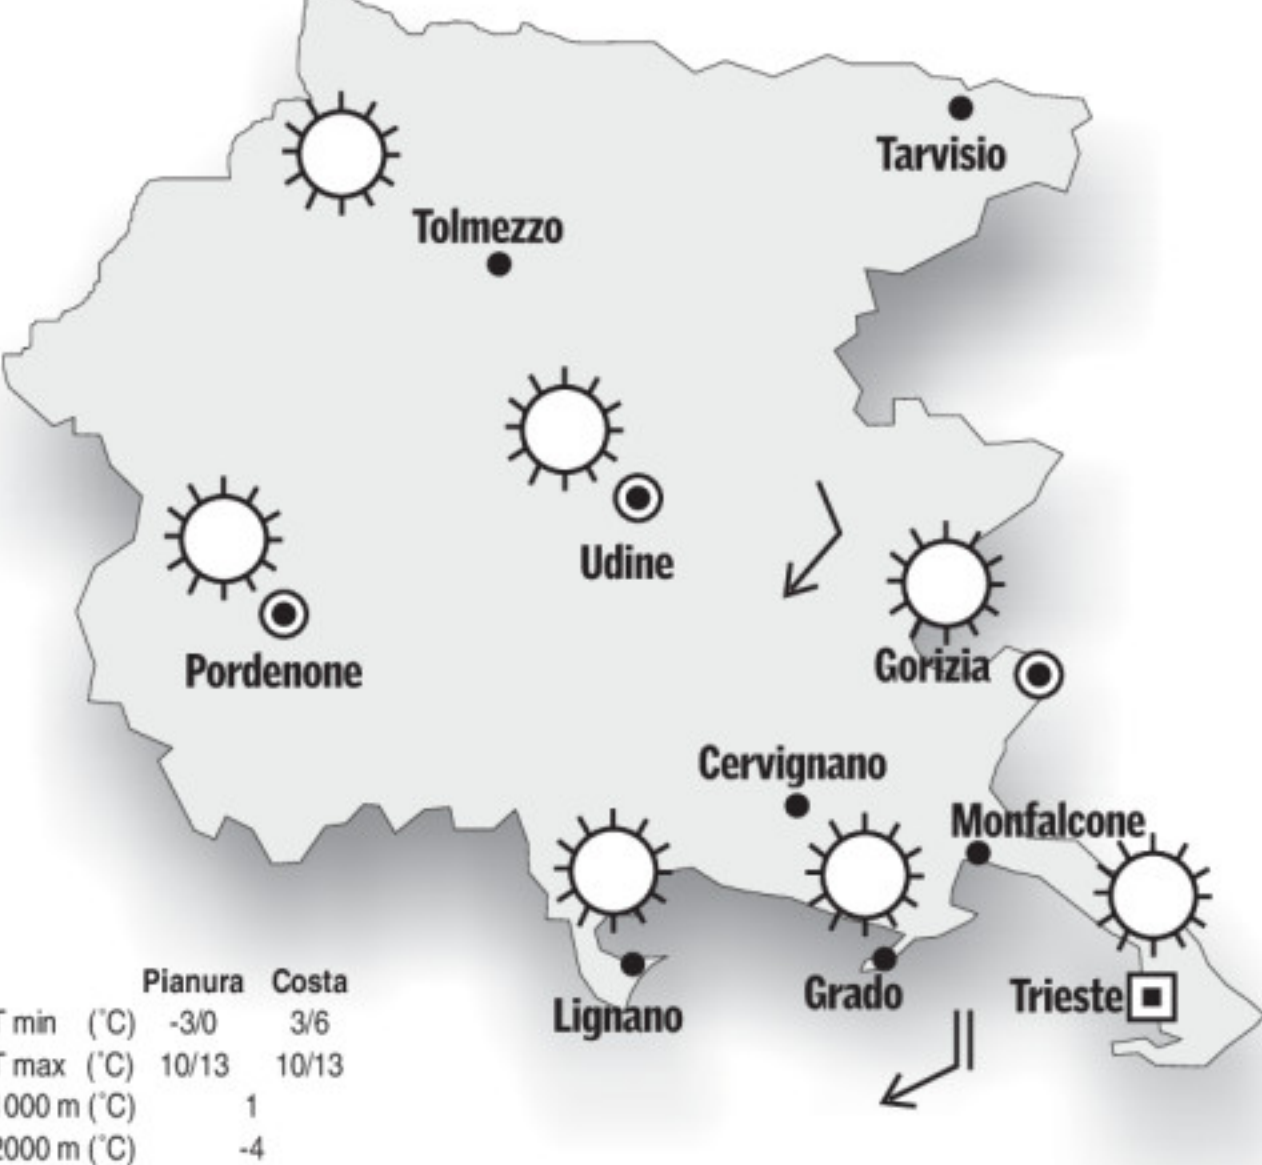 Tarvisio
Tolmezzo
Udine
Pordenone
Gorizia
Cervignano
Monfalcone
Grado
Trieste
Lignano
Pianura Costa
min (°C) -3/0 3/6
max (°C) 10/13 10/13
000 m (°C) 1
2000 m (°C) -4